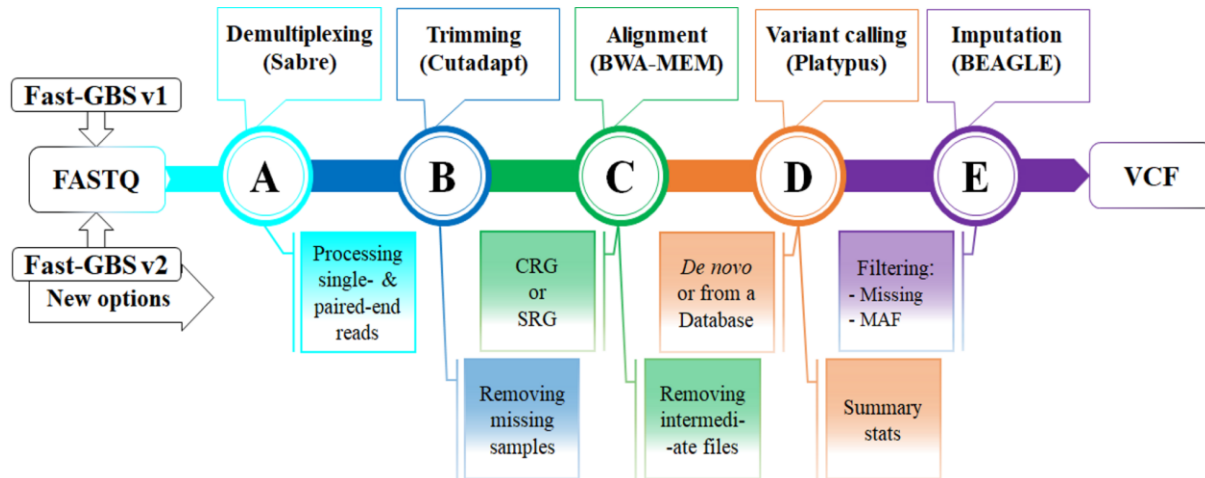 Demultiplexing
(Sabre)
Trimming
(Cutadapt)
Alignment
(BWA-MEM)
Variant calling
(Platypus)
Imputation
(BEAGLE)
Fast-GBS v1
FASTQ
A
B
C
D
E
VCF
Fast-GBS v2
New options
Processing
single- &
paired-end
reads
CRG
or
SRG
De novo
or from a
Database
Filtering:
- Missing
- MAF
Removing
missing
samples
Removing
intermedi-
-ate files
Summary
stats